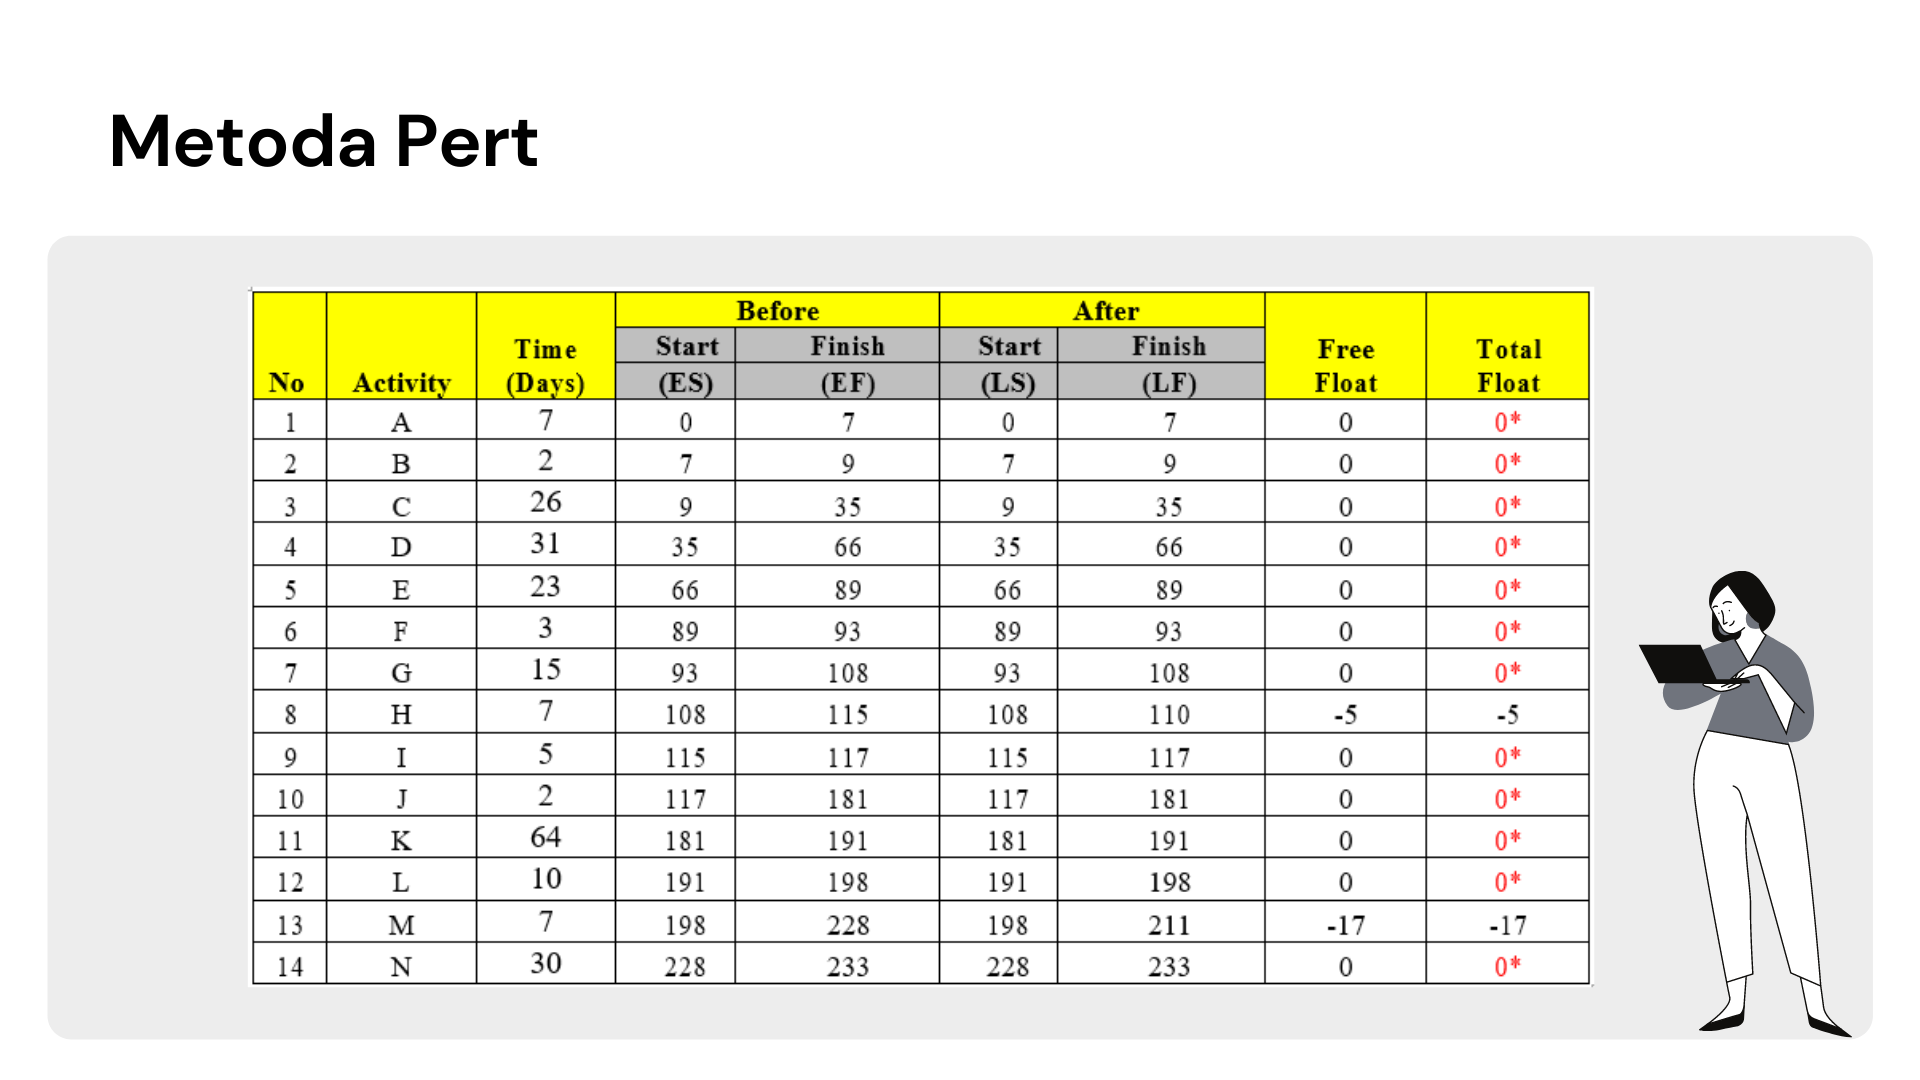 Metoda Pert
Before After
Start Finish Start Finish
Time Free Total
No Activity (Days) (ES) (EF) (LS) (LF) Float Float
1 A 7 0 7 0 7 0 0*
2 B 2 7 9 7 9 0 0*
3 C 26 9 35 9 35 0 0*
4 D 31 35 66 35 66 0 0*
5 E 23 66 89 66 89 0 0*
6 F 3 89 93 89 93 0 0*
7 G 15 93 108 93 108 0 0*
8 H 7 108 115 108 110 -5 -5
9 I 5 115 117 115 117 0 0*
10 J 2 117 181 117 181 0 0*
11 K 64 181 191 181 191 0 0*
12 L 10 191 198 191 198 0 0*
13 M 7 198 228 198 211 -17 -17
14 N 30 228 233 228 233 0 0*